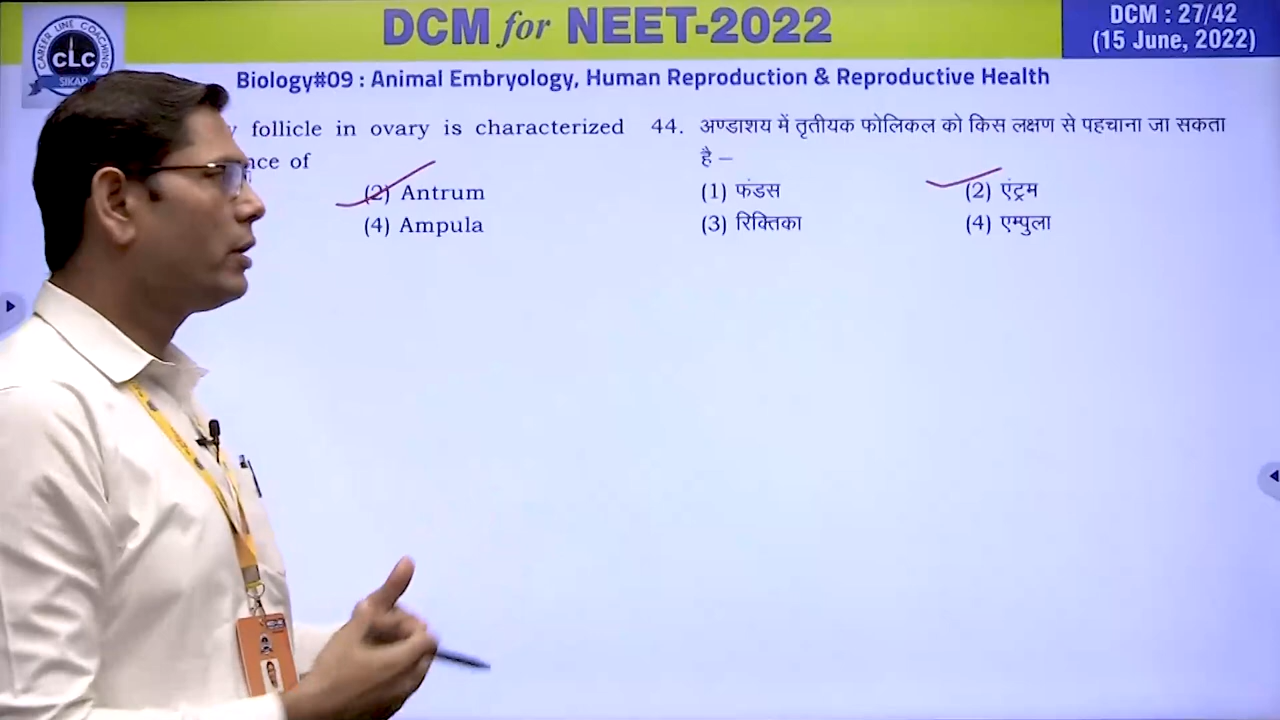 DCM for NEET-2022
DCM : 27/42
(15 June, 2022)
CAREER LINE COACHING
CLC
SIKAR
Biology#09 : Animal Embryology, Human Reproduction & Reproductive Health
follicle in ovary is characterized
of
(2) Antrum
(4) Ampula
44. अण्डाशय में तृतीयक फोलिकल को किस लक्षण से पहचाना जा सकता
है –
(1) फंडस (2) एंट्रम
(3) रिक्तिका (4) एम्पुला